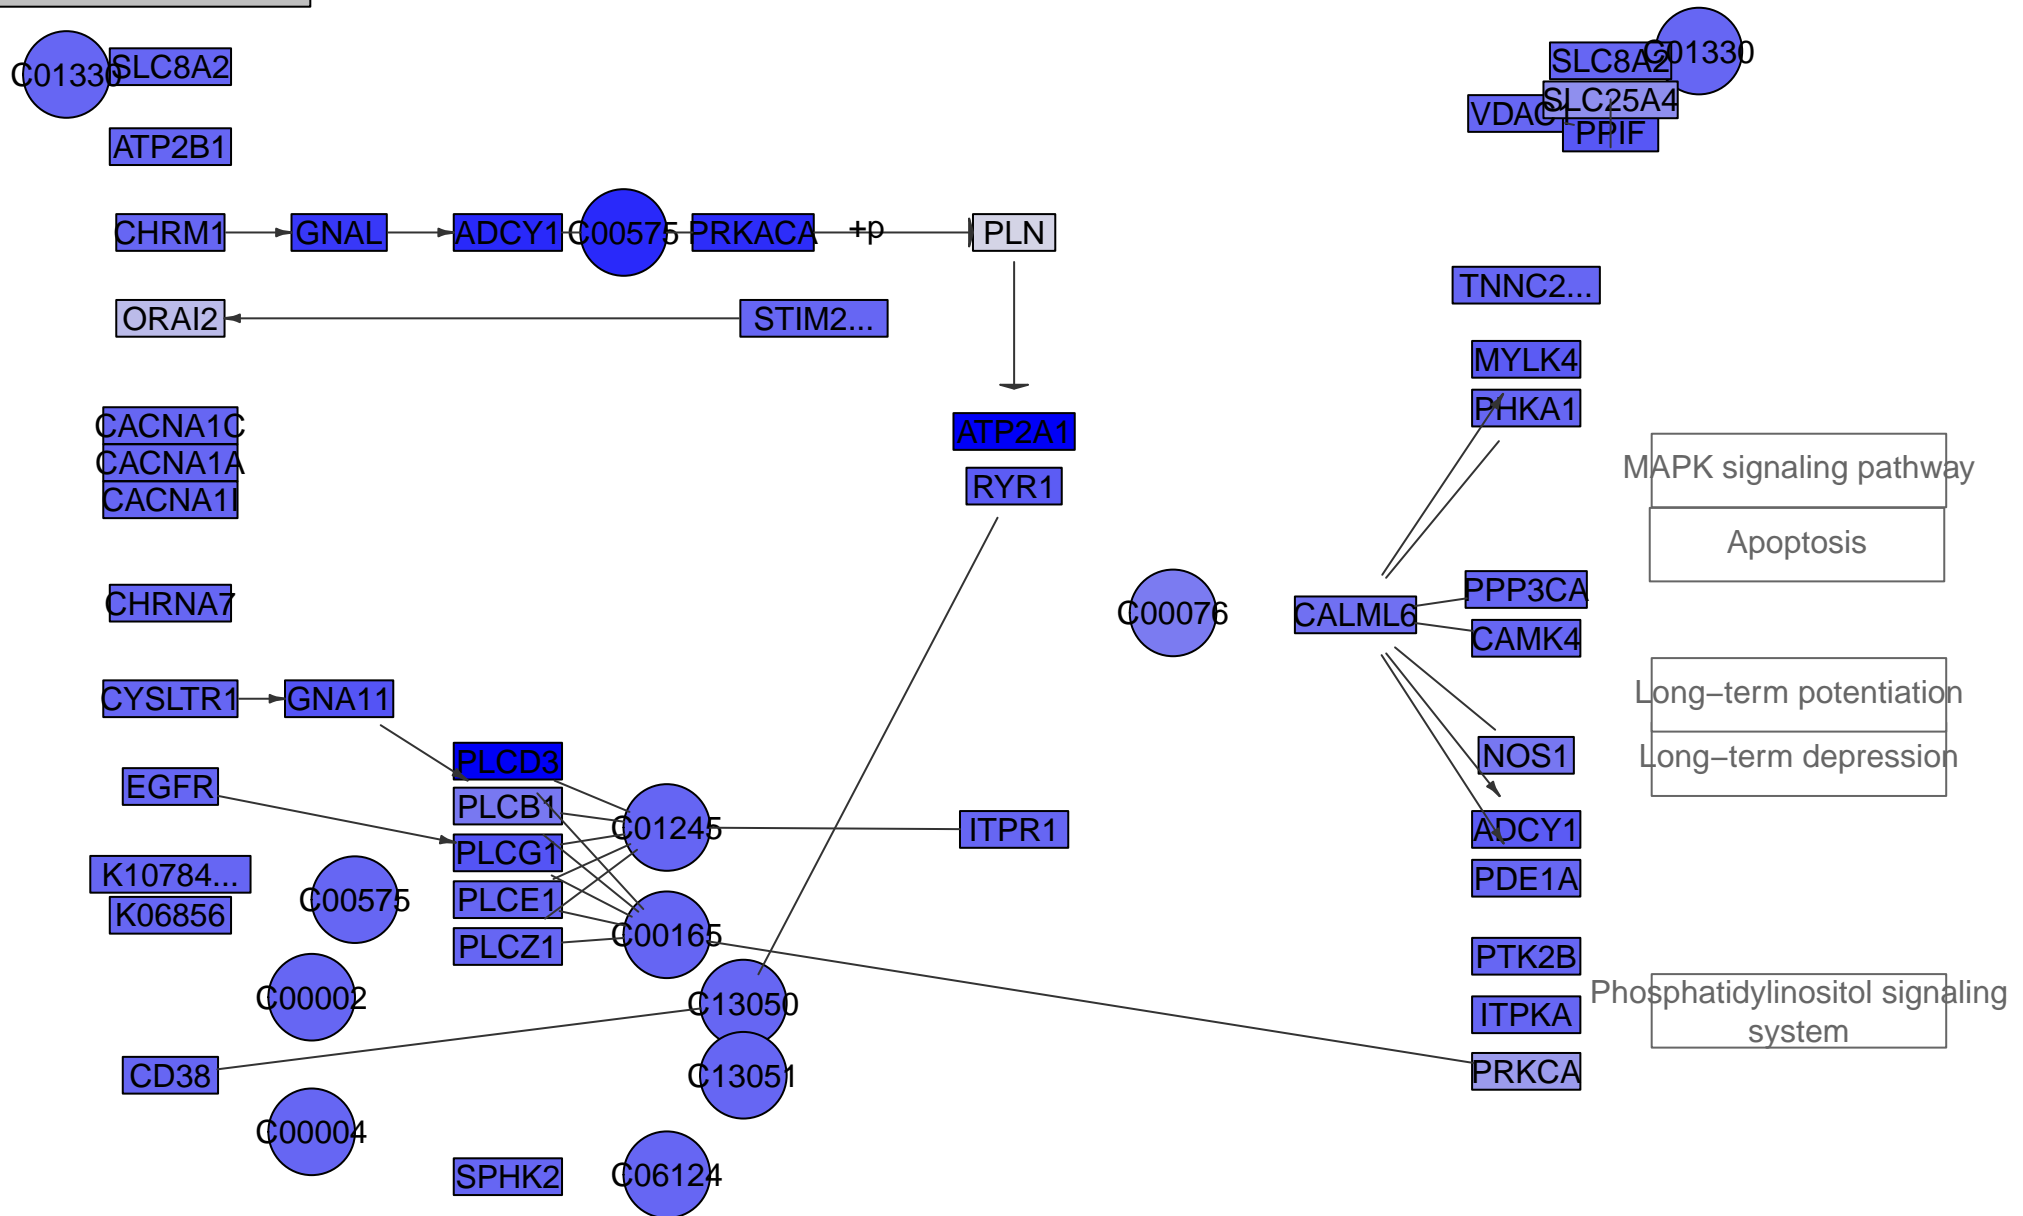 C01330
SLC8A2
SLC8A2
C01330
SLC25A4
VDAC1
PPIF
ATP2B1
CHRM1
GNAL
ADCY1
C00575
PRKACA
+p
PLN
TNNC2...
ORAI2
STIM2...
MYLK4
PHKA1
CACNA1C
CACNA1A
CACNA1I
ATP2A1
RYR1
MAPK signaling pathway
Apoptosis
CHRNA7
C00076
CALML6
PPP3CA
CAMK4
CYSLTR1
GNA11
Long−term potentiation
Long−term depression
NOS1
PLCD3
EGFR
PLCB1
PLCG1
C01245
ITPR1
ADCY1
K10784...
K06856
C00575
PLCE1
PLCZ1
C00165
PDE1A
PTK2B
C00002
C13050
ITPKA
Phosphatidylinositol signaling
system
CD38
C13051
PRKCA
C00004
SPHK2
C06124